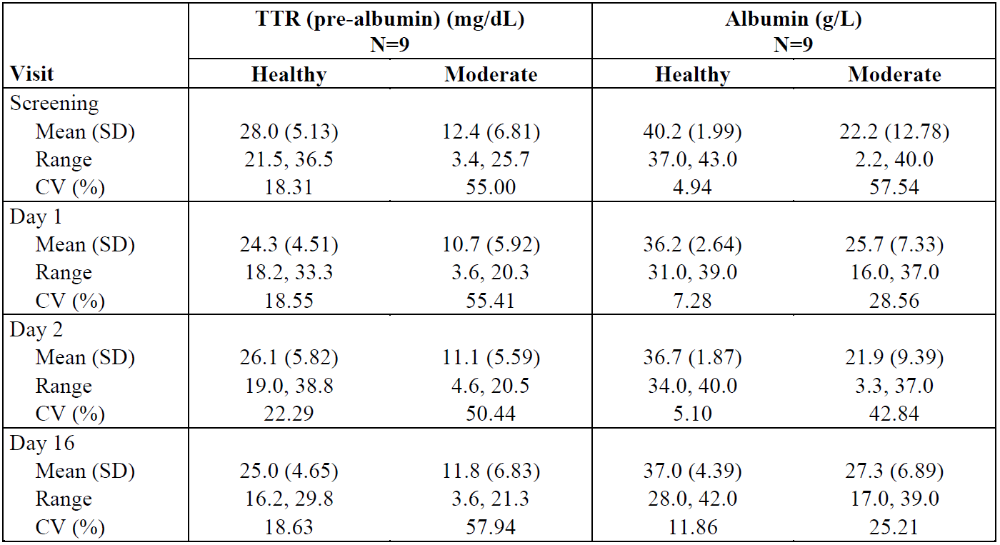 TTR (pre-albumin) (mg/dL) Albumin (g/L)
N=9 N=9
Visit Healthy Moderate Healthy Moderate
Screening
Mean (SD) 28.0 (5.13) 12.4 (6.81) 40.2 (1.99) 22.2 (12.78)
Range 21.5, 36.5 3.4, 25.7 37.0, 43.0 2.2, 40.0
CV (%) 18.31 55.00 4.94 57.54
Day 1
Mean (SD) 24.3 (4.51) 10.7 (5.92) 36.2 (2.64) 25.7 (7.33)
Range 18.2, 33.3 3.6, 20.3 31.0, 39.0 16.0, 37.0
CV (%) 18.55 55.41 7.28 28.56
Day 2
Mean (SD) 26.1 (5.82) 11.1 (5.59) 36.7 (1.87) 21.9 (9.39)
Range 19.0, 38.8 4.6, 20.5 34.0, 40.0 3.3, 37.0
CV (%) 22.29 50.44 5.10 42.84
Day 16
Mean (SD) 25.0 (4.65) 11.8 (6.83) 37.0 (4.39) 27.3 (6.89)
Range 16.2, 29.8 3.6, 21.3 28.0, 42.0 17.0, 39.0
CV (%) 18.63 57.94 11.86 25.21